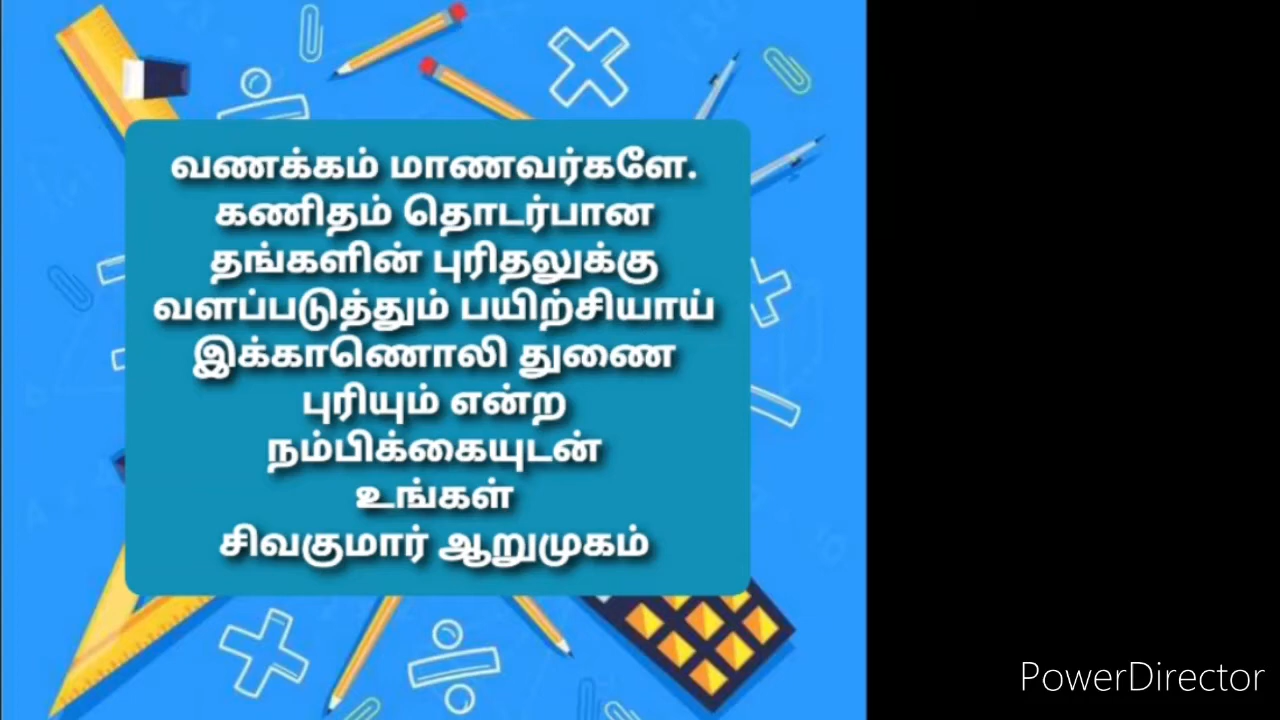 வணக்கம் மாணவர்களே.
கணிதம் தொடர்பான
தங்களின் புரிதலுக்கு
வளப்படுத்தும் பயிற்சியாய்
இக்காணொலி துணை
புரியும் என்ற
நம்பிக்கையுடன்
உங்கள்
சிவகுமார் ஆறுமுகம்
PowerDirector